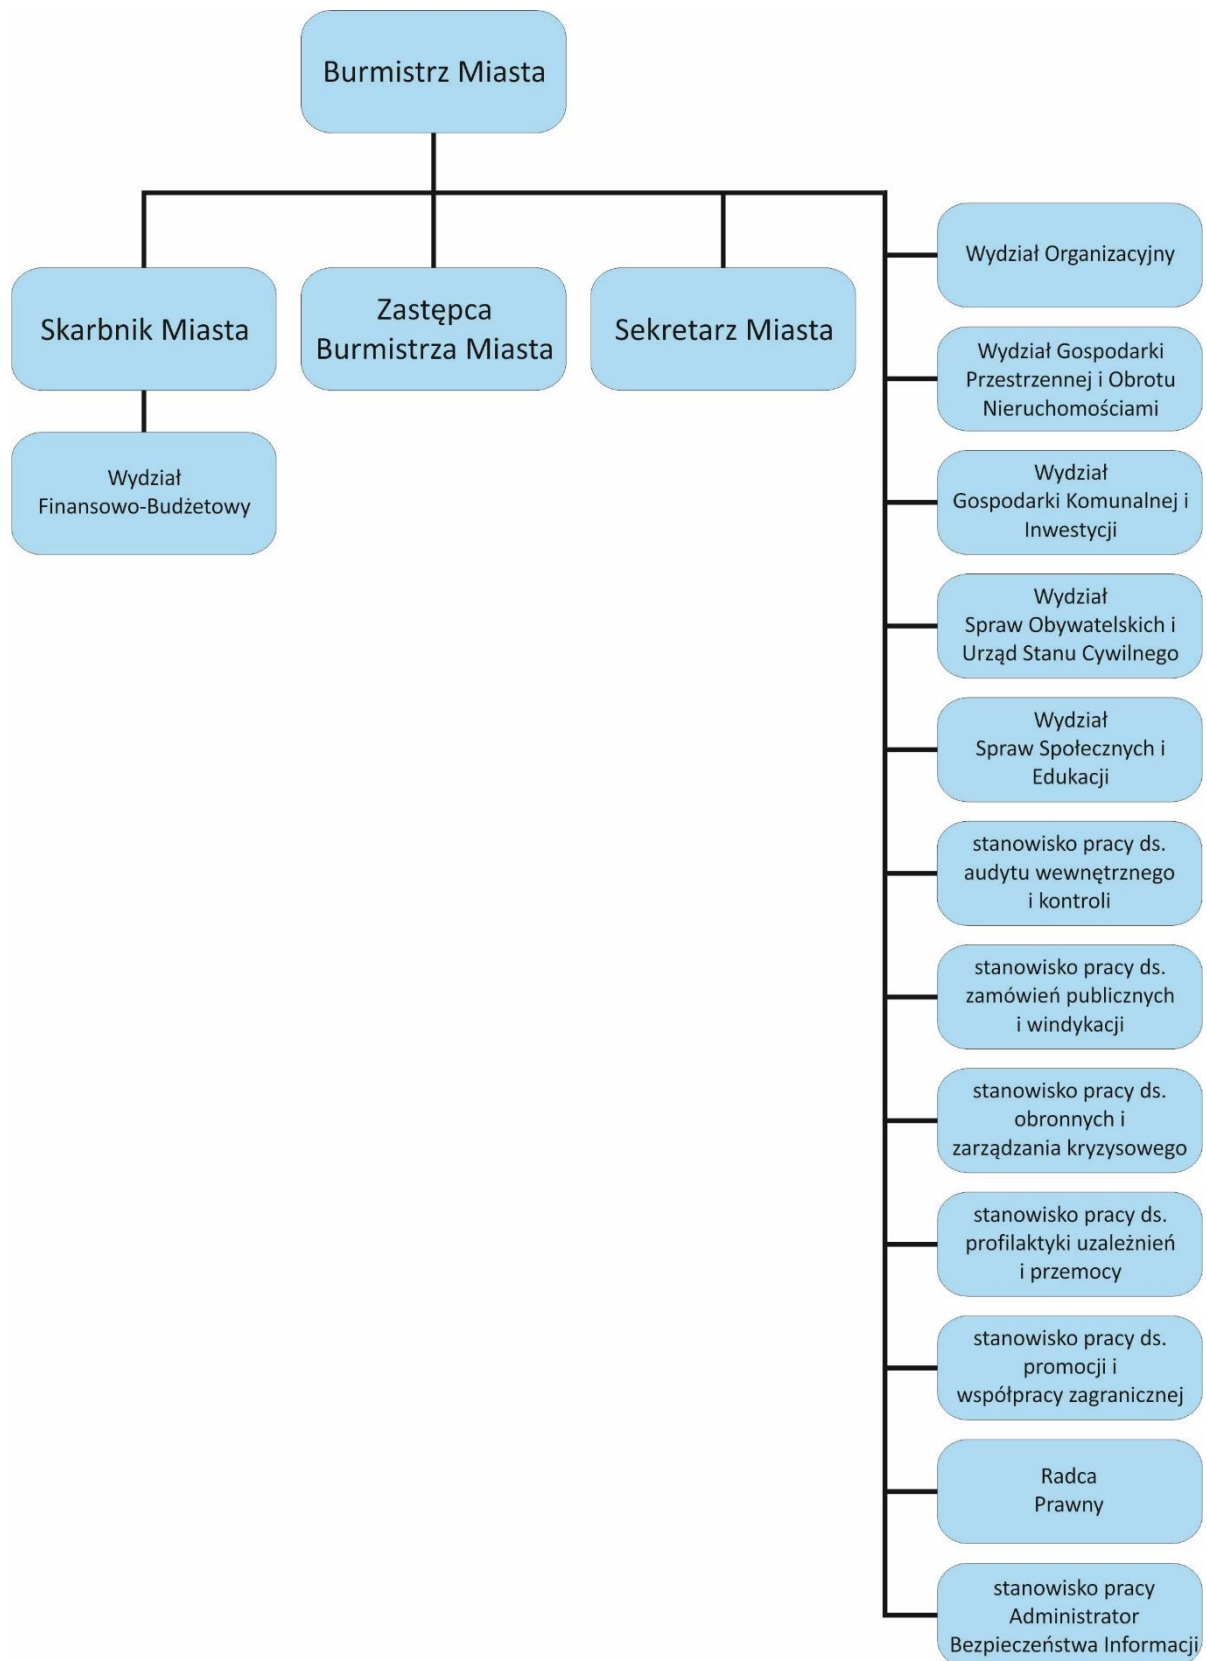 Burmistrz Miasta
Skarbnik Miasta
Zastępca
Burmistrza Miasta
Sekretarz Miasta
Wydział
Finansowo-Budżetowy
Wydział Organizacyjny
Wydział Gospodarki
Przestrzennej i Obrotu
Nieruchomościami
Wydział
Gospodarki Komunalnej i
Inwestycji
Wydział
Spraw Obywatelskich i
Urząd Stanu Cywilnego
Wydział
Spraw Społecznych i
Edukacji
stanowisko pracy ds.
audytu wewnętrznego
i kontroli
stanowisko pracy ds.
zamówień publicznych
i windykacji
stanowisko pracy ds.
obronnych i
zarządzania kryzysowego
stanowisko pracy ds.
profilaktyki uzależnień
i przemocy
stanowisko pracy ds.
promocji i
współpracy zagranicznej
Radca
Prawny
stanowisko pracy
Administrator
Bezpieczeństwa Informacji